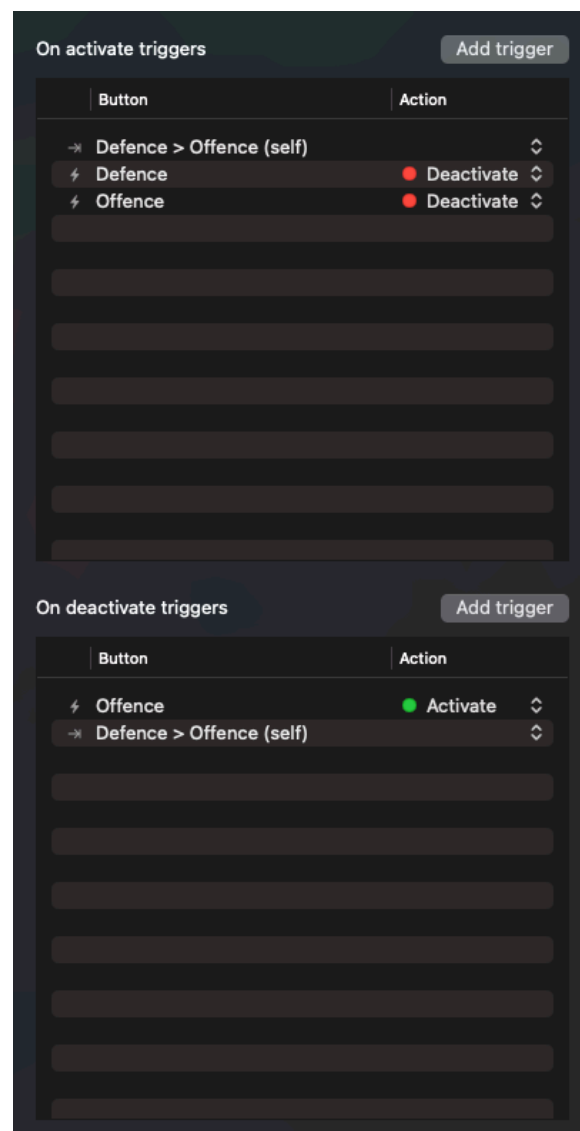 On activate triggers Add trigger
Button Action
Defence > Offence (self)
Defence Deactivate
Offence Deactivate
On deactivate triggers Add trigger
Button Action
Offence Activate
Defence > Offence (self)